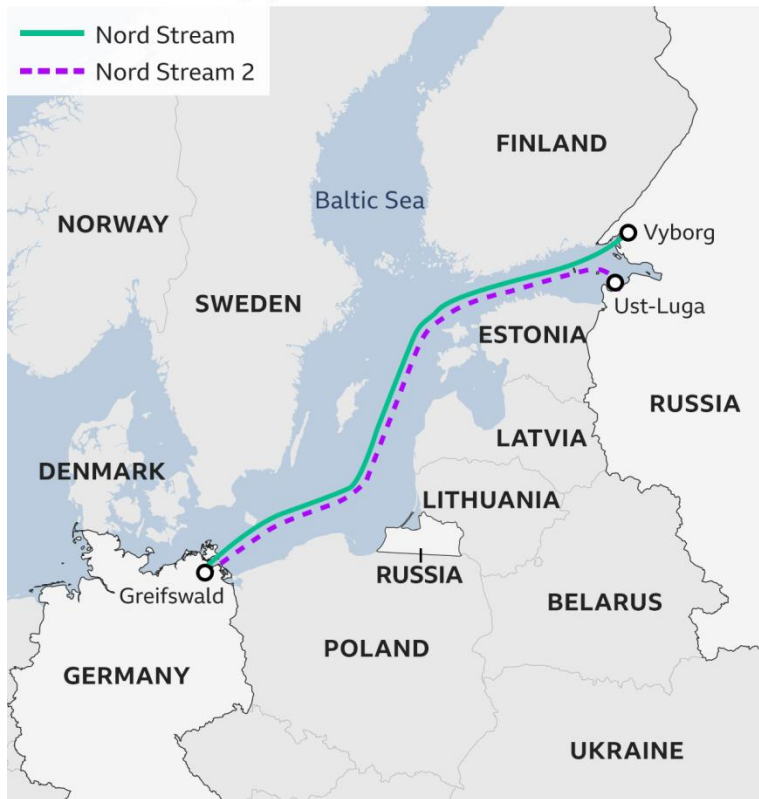 Nord Stream
Nord Stream 2
FINLAND
Baltic Sea
NORWAY
Vyborg
SWEDEN
Ust-Luga
ESTONIA
RUSSIA
LATVIA
DENMARK
LITHUANIA
RUSSIA
Greifswald
BELARUS
POLAND
GERMANY
UKRAINE